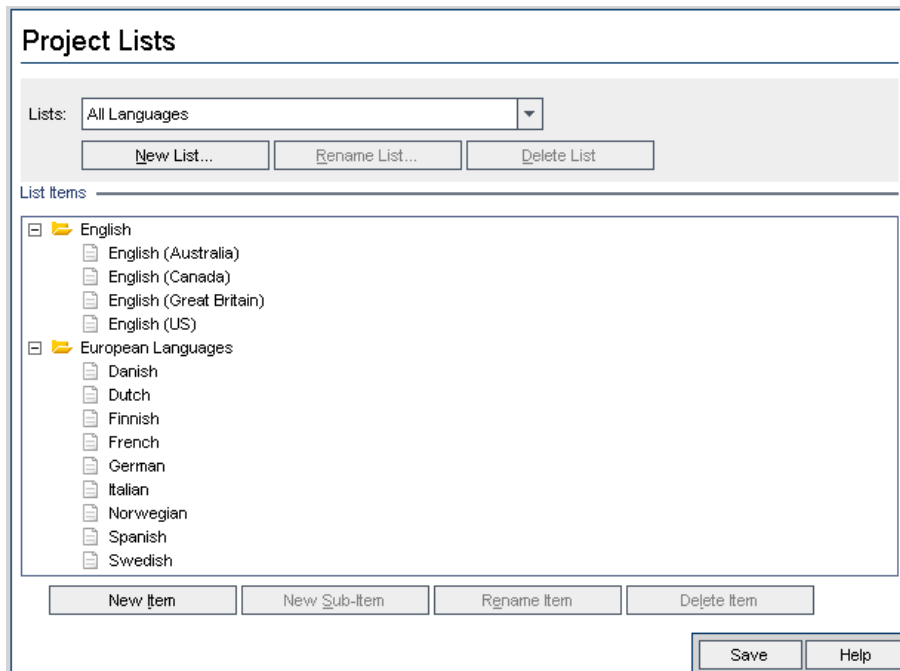 Project Lists
Lists: All Languages
New List... Rename List... Delete List
List Items
English
English (Australia)
English (Canada)
English (Great Britain)
English (US)
European Languages
Danish
Dutch
Finnish
French
German
Italian
Norwegian
Spanish
Swedish
New Item New Sub-Item Rename Item Delete Item
Save Help